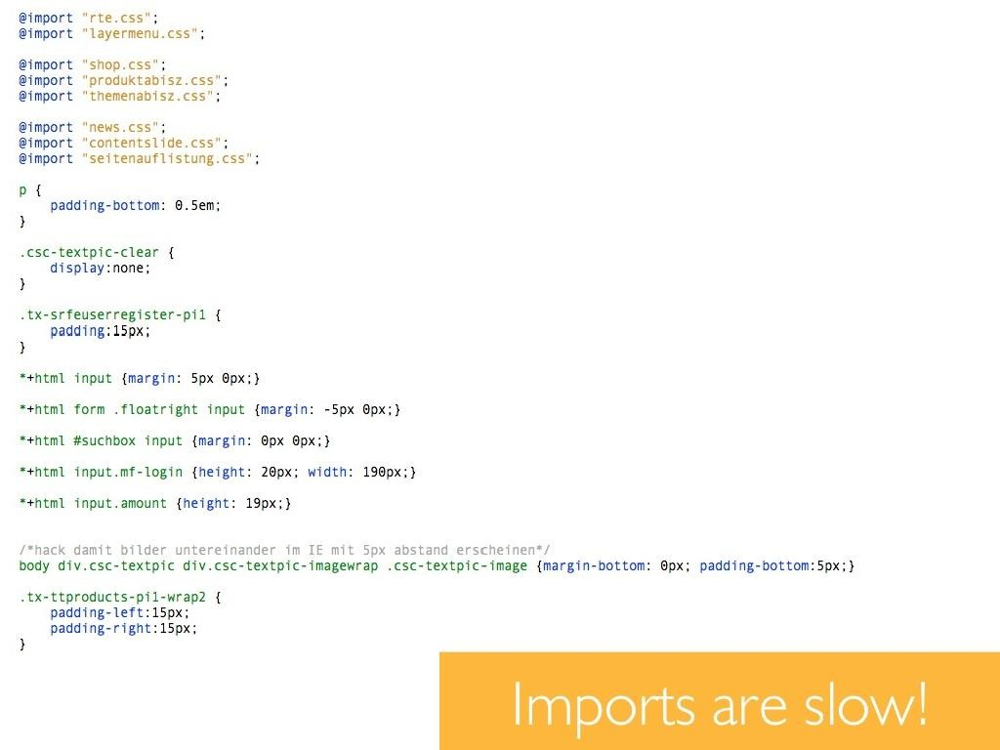 @import "rte.css";
@import "layermenu.css";
@import "shop.css";
@import "produktabisz.css";
@import "themenabisz.css";
@import "news.css";
@import "contentslide.css";
@import "seitenauflistung.css";
p {
    padding-bottom: 0.5em;
}
.csc-textpic-clear {
    display:none;
}
.tx-srfeuserregister-pi1 {
    padding:15px;
}
*+html input {margin: 5px 0px;}
*+html form .floatright input {margin: -5px 0px;}
*+html #suchbox input {margin: 0px 0px;}
*+html input.mf-login {height: 20px; width: 190px;}
*+html input.amount {height: 19px;}
/*hack damit bilder untereinander im IE mit 5px abstand erscheinen*/
body div.csc-textpic div.csc-textpic-imagewrap .csc-textpic-image {margin-bottom: 0px; padding-bottom:5px;}
.tx-ttproducts-pi1-wrap2 {
    padding-left:15px;
    padding-right:15px;
}
Imports are slow!